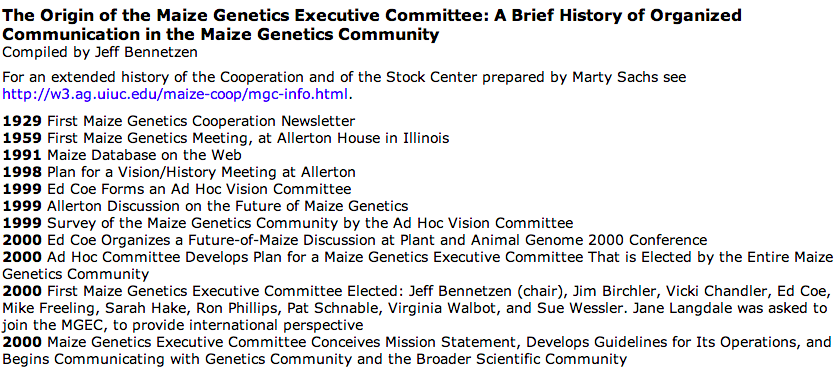 The Origin of the Maize Genetics Executive Committee: A Brief History of Organized
Communication in the Maize Genetics Community
Compiled by Jeff Bennetzen
For an extended history of the Cooperation and of the Stock Center prepared by Marty Sachs see
http://w3.ag.uiuc.edu/maize-coop/mgc-info.html.
1929 First Maize Genetics Cooperation Newsletter
1959 First Maize Genetics Meeting, at Allerton House in Illinois
1991 Maize Database on the Web
1998 Plan for a Vision/History Meeting at Allerton
1999 Ed Coe Forms an Ad Hoc Vision Committee
1999 Allerton Discussion on the Future of Maize Genetics
1999 Survey of the Maize Genetics Community by the Ad Hoc Vision Committee
2000 Ed Coe Organizes a Future-of-Maize Discussion at Plant and Animal Genome 2000 Conference
2000 Ad Hoc Committee Develops Plan for a Maize Genetics Executive Committee That is Elected by the Entire Maize
Genetics Community
2000 First Maize Genetics Executive Committee Elected: Jeff Bennetzen (chair), Jim Birchler, Vicki Chandler, Ed Coe,
Mike Freeling, Sarah Hake, Ron Phillips, Pat Schnable, Virginia Walbot, and Sue Wessler. Jane Langdale was asked to
join the MGEC, to provide international perspective
2000 Maize Genetics Executive Committee Conceives Mission Statement, Develops Guidelines for Its Operations, and
Begins Communicating with Genetics Community and the Broader Scientific Community